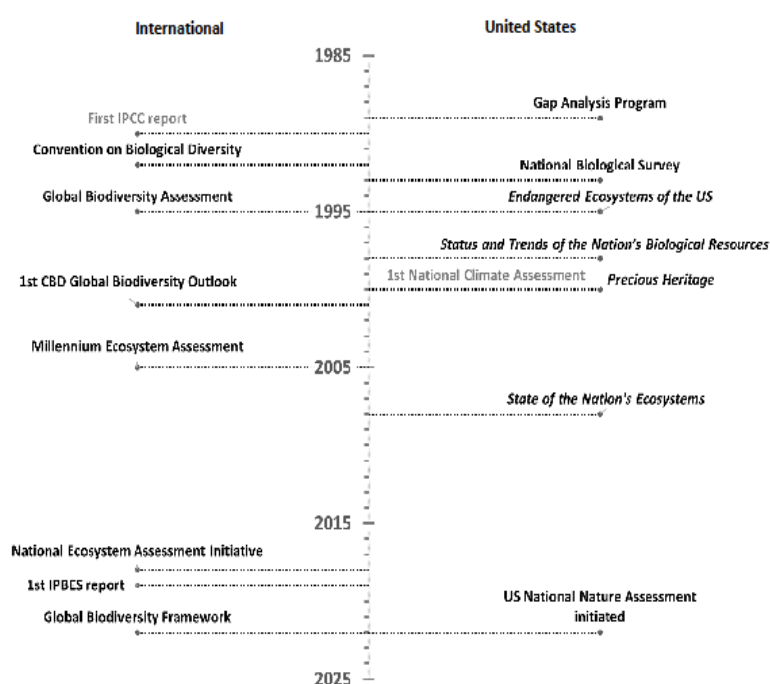 International
United States
1985
Gap Analysis Program
First IPCC report
Convention on Biological Diversity
National Biological Survey
Global Biodiversity Assessment
Endangered Ecosystems of the US
1995
Status and Trends of the Nation's Biological Resources
1st CBD Global Biodiversity Outlook
1st National Climate Assessment
Precious Heritage
Millennium Ecosystem Assessment
2005
State of the Nation's Ecosystems
2015
National Ecosystem Assessment Initiative
1st IPBES report
Global Biodiversity Framework
US National Nature Assessment
initiated
2025